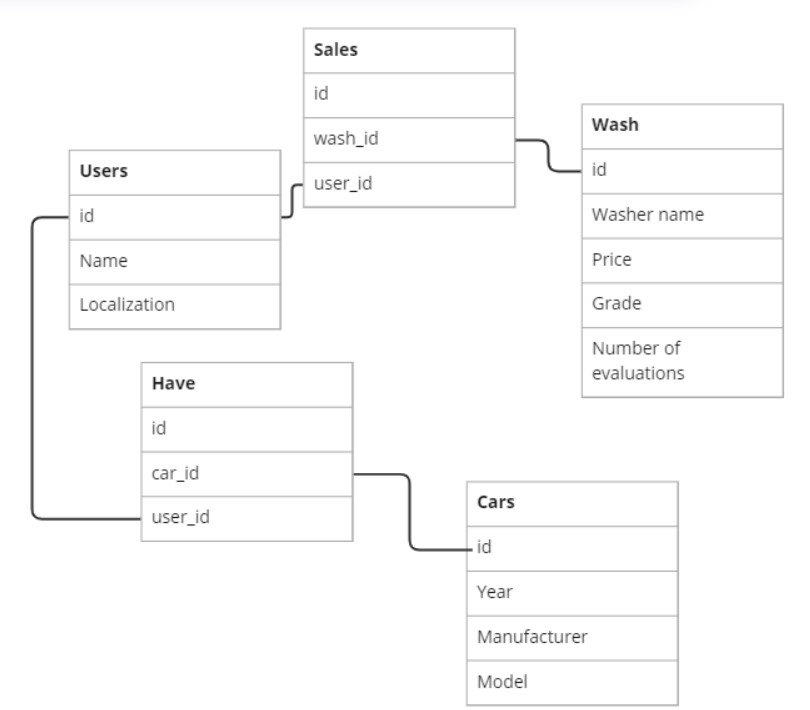 Sales
id
wash_id
user_id
Wash
id
Washer name
Price
Grade
Number of
evaluations
Users
id
Name
Localization
Have
id
car_id
user_id
Cars
id
Year
Manufacturer
Model